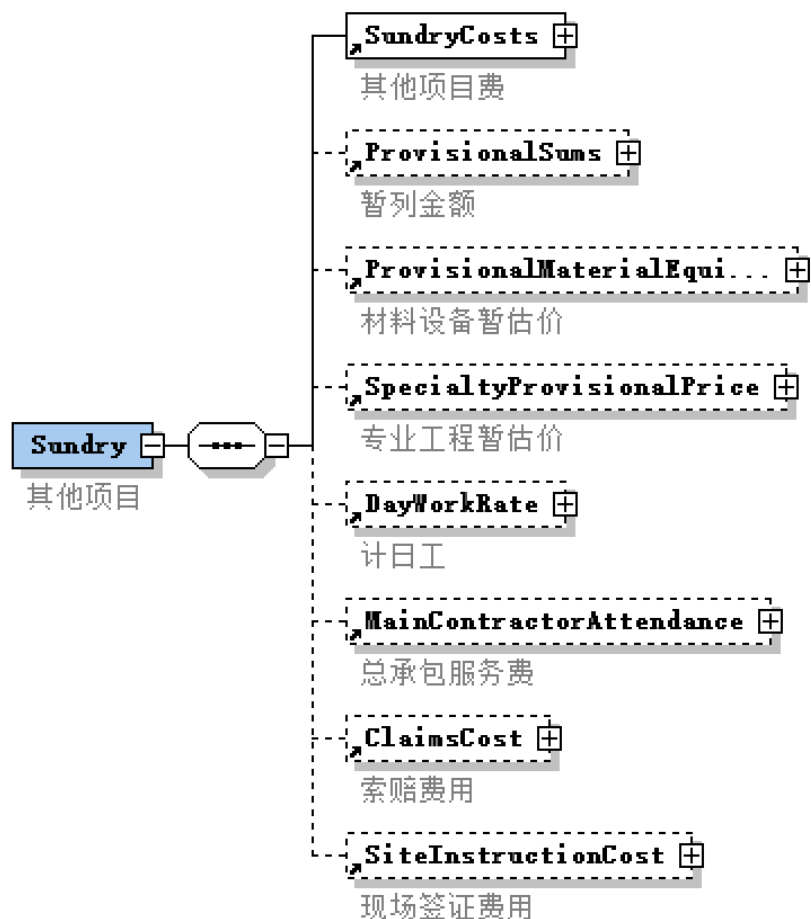 SundryCosts
其他项目费
ProvisionalSums
暂列金额
ProvisionalMaterialEqui...
材料设备暂估价
SpecialtyProvisionalPrice
专业工程暂估价
Sundry
其他项目
DayWorkRate
计日工
MainContractorAttendance
总承包服务费
ClaimsCost
索赔费用
SiteInstructionCost
现场签证费用